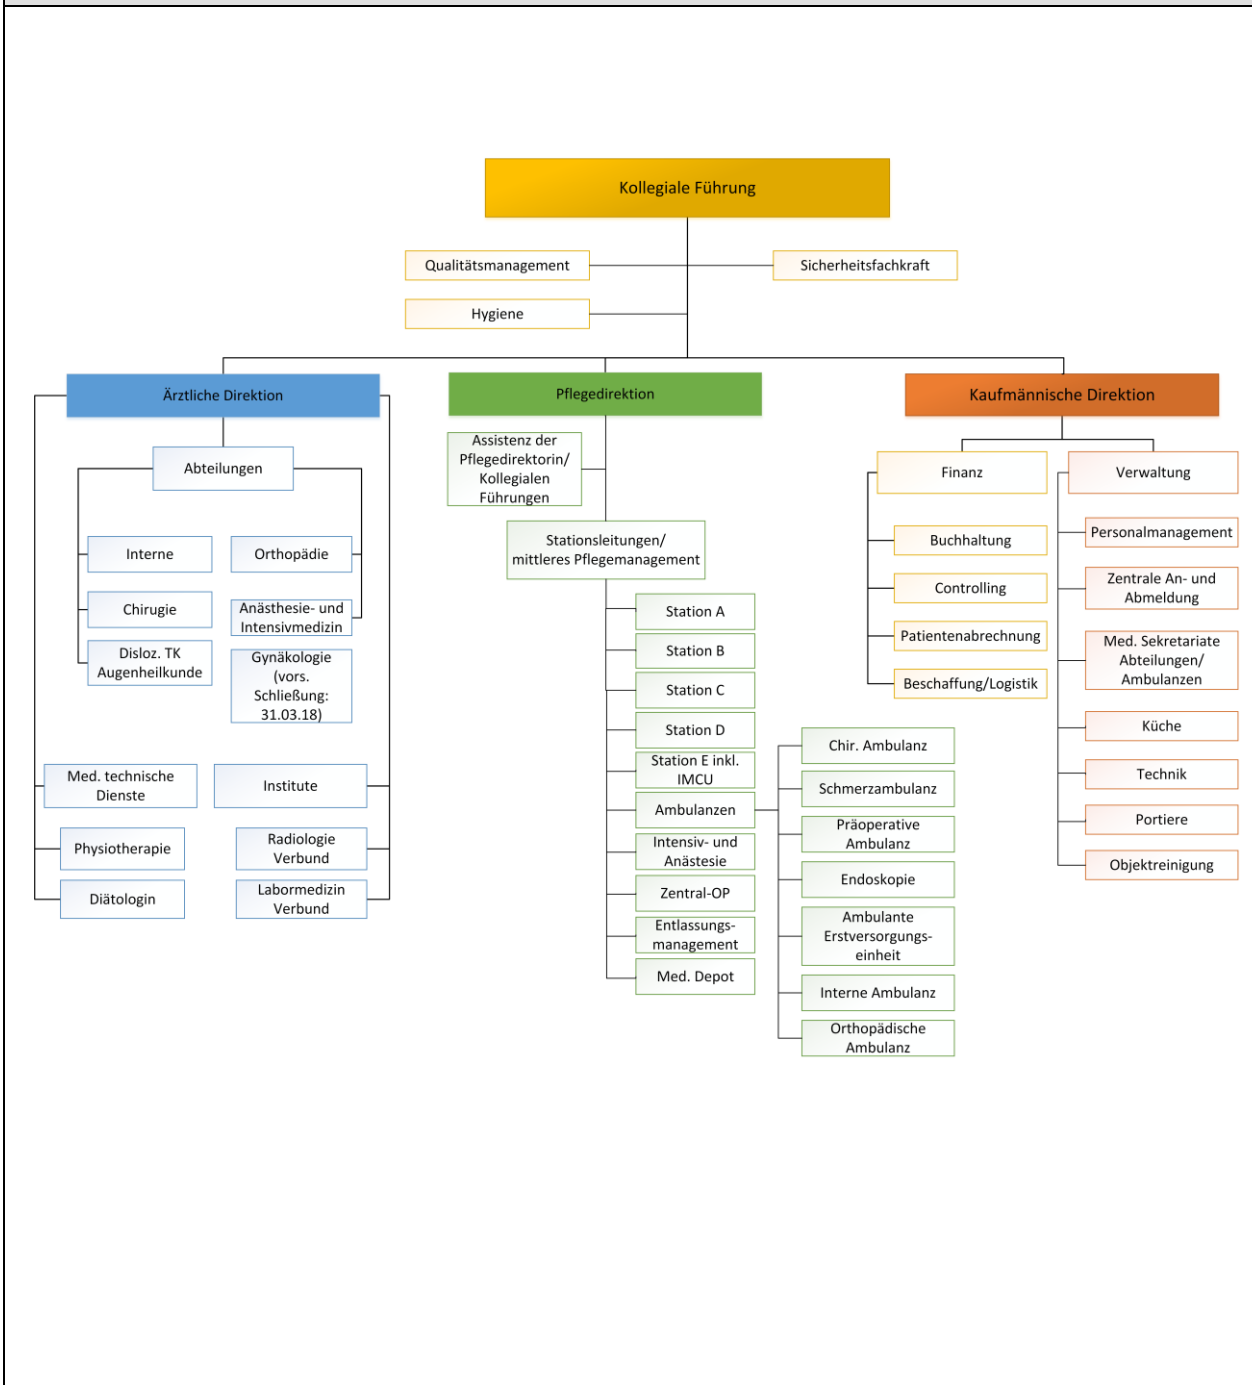 Kollegiale Führung
Qualitätsmanagement
Sicherheitsfachkraft
Hygiene
Ärztliche Direktion
Abteilungen
Interne
Orthopädie
Chirugie
Anästhesie- und
Intensivmedizin
Disloz. TK
Augenheilkunde
Gynäkologie
(vors.
Schließung:
31.03.18)
Med. technische
Dienste
Institute
Physiotherapie
Radiologie
Verbund
Diätologin
Labormedizin
Verbund
Pflegedirektion
Assistenz der
Pflegedirektorin/
Kollegialen
Führungen
Stationsleitungen/
mittleres Pflegemanagement
Station A
Station B
Station C
Station D
Station E inkl.
IMCU
Ambulanzen
Intensiv- und
Anästesie
Zentral-OP
Entlassungs-
management
Med. Depot
Chir. Ambulanz
Schmerzambulanz
Präoperative
Ambulanz
Endoskopie
Ambulante
Erstversorgungs-
einheit
Interne Ambulanz
Orthopädische
Ambulanz
Kaufmännische Direktion
Finanz
Buchhaltung
Controlling
Patientenabrechnung
Beschaffung/Logistik
Verwaltung
Personalmanagement
Zentrale An- und
Abmeldung
Med. Sekretariate
Abteilungen/
Ambulanzen
Küche
Technik
Portiere
Objektreinigung